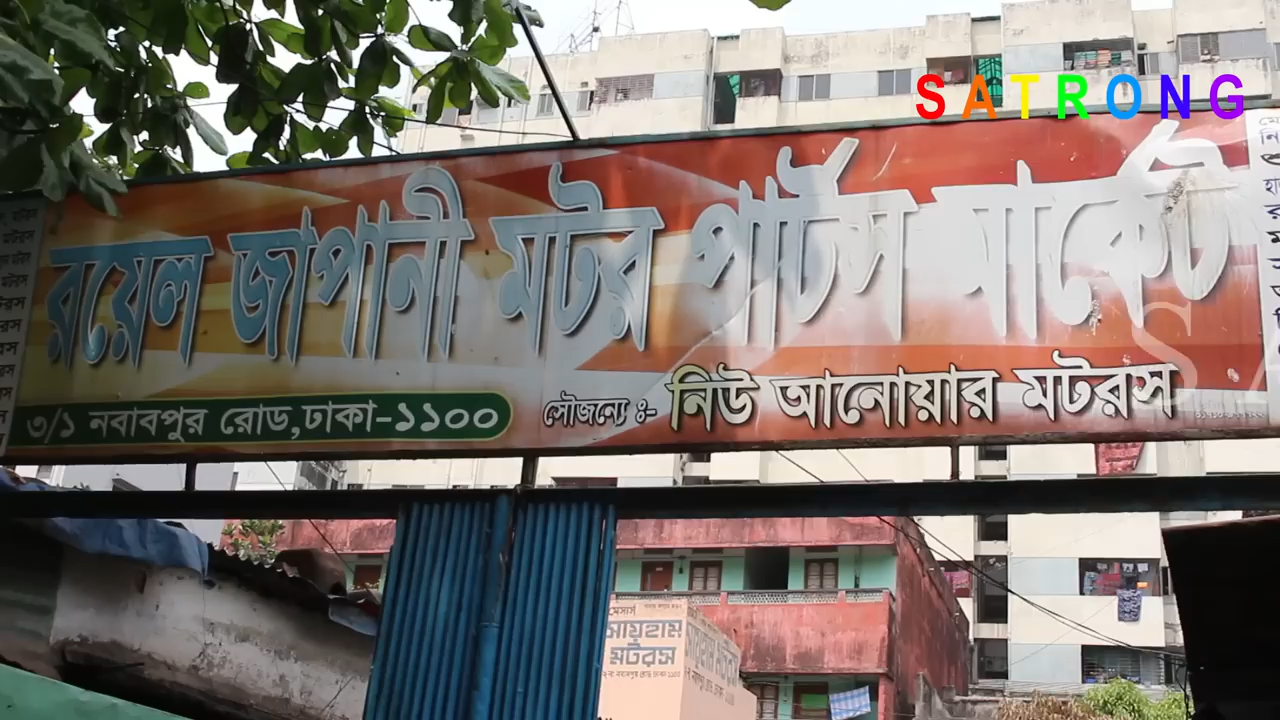 SATRONG
রয়েল জাপানী মটর পার্টস মার্কেট
৩/১ নবাবপুর রোড,ঢাকা-১১০০
সৌজন্যে ঃ- নিউ আনোয়ার মটরস
মেসার্স
সায়হাম
মটরস